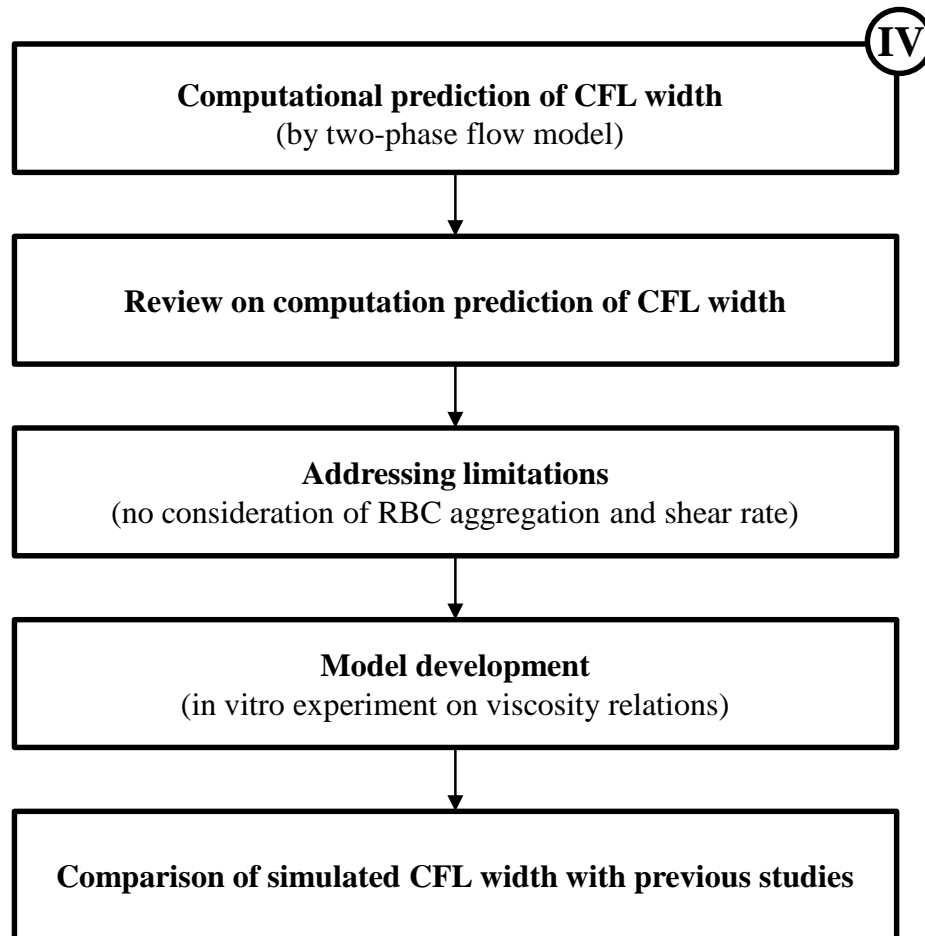 IV
Computational prediction of CFL width
(by two-phase flow model)
Review on computation prediction of CFL width
Addressing limitations
(no consideration of RBC aggregation and shear rate)
Model development
(in vitro experiment on viscosity relations)
Comparison of simulated CFL width with previous studies